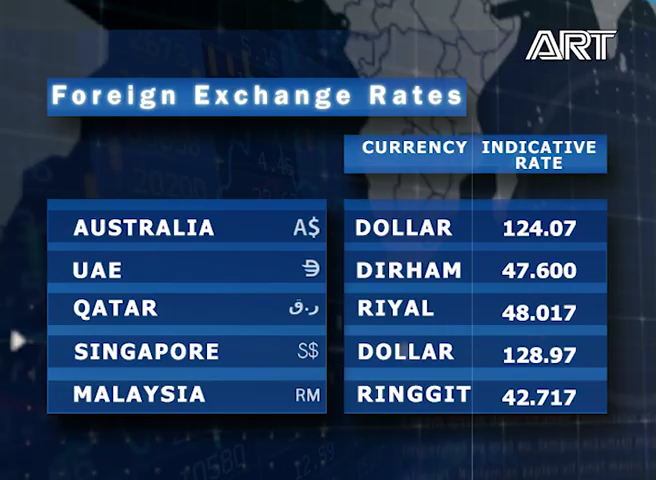 ART
Foreign Exchange Rates
CURRENCY INDICATIVE RATE
AUSTRALIA A$ DOLLAR 124.07
UAE DIRHAM 47.600
QATAR ر.ق RIYAL 48.017
SINGAPORE S$ DOLLAR 128.97
MALAYSIA RM RINGGIT 42.717